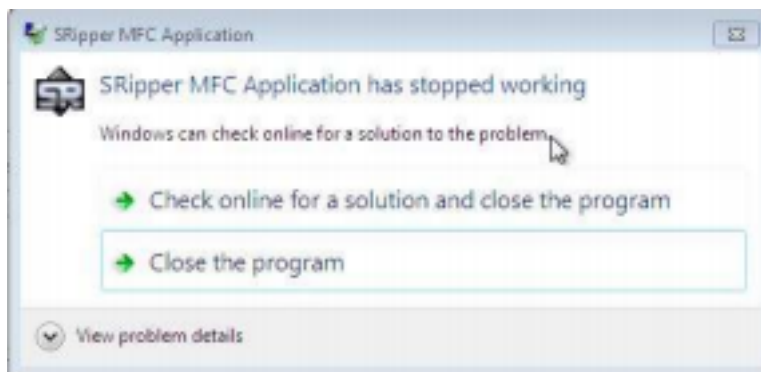 SRipper MFC Application
SR
SRipper MFC Application has stopped working
Windows can check online for a solution to the problem.
Check online for a solution and close the program
Close the program
View problem details